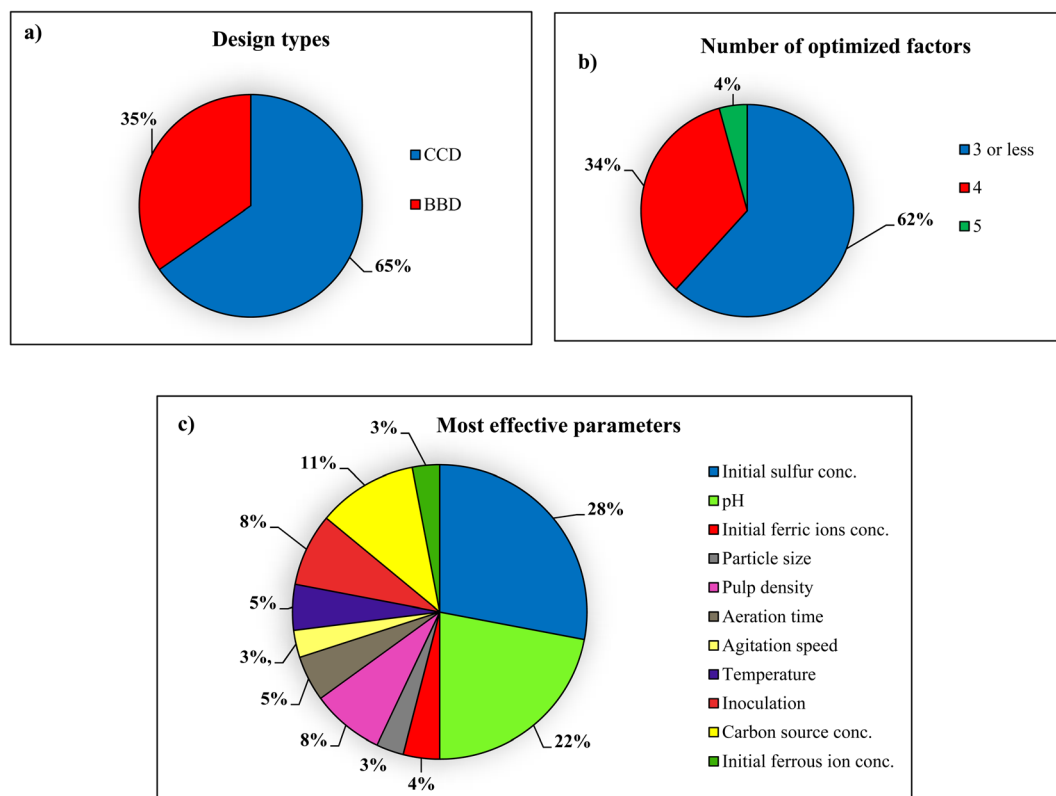 a)
Design types
35%
65%
CCD
BBD
b)
Number of optimized factors
4%
34%
62%
3 or less
4
5
c)
Most effective parameters
3%
11%
28%
8%
5%
3%,
5%
8%
3%
4%
22%
Initial sulfur conc.
pH
Initial ferric ions conc.
Particle size
Pulp density
Aeration time
Agitation speed
Temperature
Inoculation
Carbon source conc.
Initial ferrous ion conc.